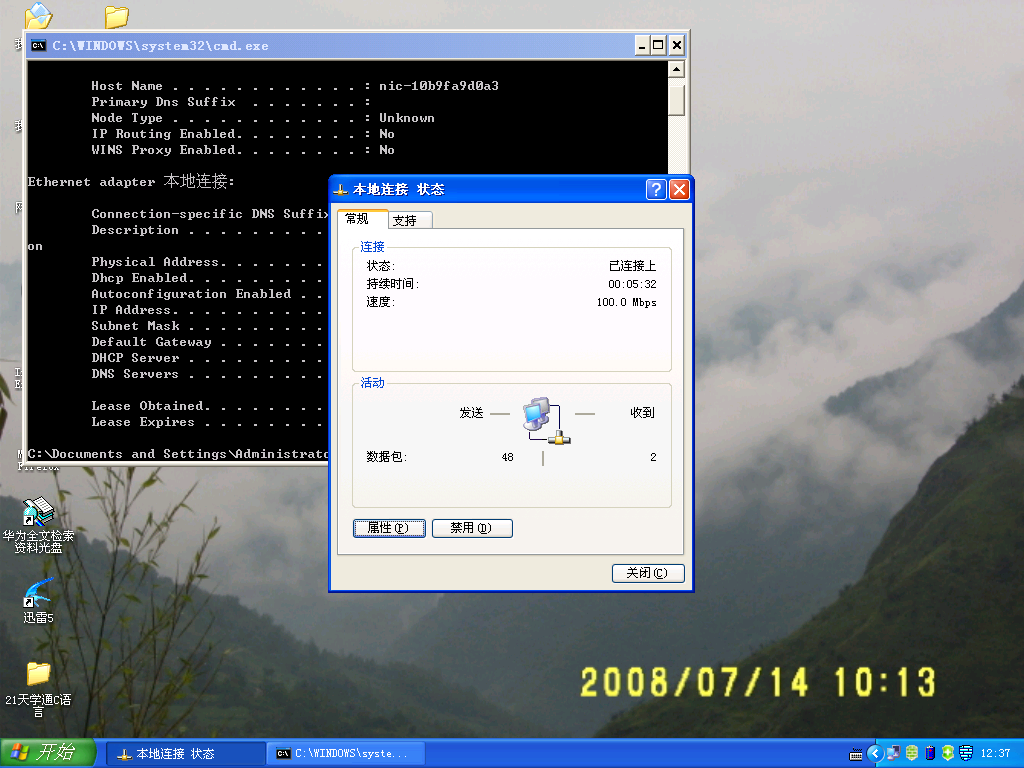 C:\WINDOWS\system32\cmd.exe
Host Name . . . . . . . . . . . . : nic-10b9fa9d0a3
Primary Dns Suffix . . . . . . . :
Node Type . . . . . . . . . . . . : Unknown
IP Routing Enabled. . . . . . . . : No
WINS Proxy Enabled. . . . . . . . : No
Ethernet adapter 本地连接:
Connection-specific DNS Suffix
Description . . . . . . . . .
on
Physical Address. . . . . . .
Dhcp Enabled. . . . . . . . .
Autoconfiguration Enabled . .
IP Address. . . . . . . . . .
Subnet Mask . . . . . . . . .
Default Gateway . . . . . . .
DHCP Server . . . . . . . . .
DNS Servers . . . . . . . . .
Lease Obtained. . . . . . . .
Lease Expires . . . . . . . .
C:\Documents and Settings\Administrato
本地连接 状态
常规 支持
连接
状态: 已连接上
持续时间: 00:05:32
速度: 100.0 Mbps
活动
发送 收到
数据包: 48 2
属性(P) 禁用(D)
关闭(C)
华为全文检索
资料光盘
迅雷5
21天学通C语
言
2008/07/14 10:13
开始 本地连接 状态 C:\WINDOWS\syste... 12:37